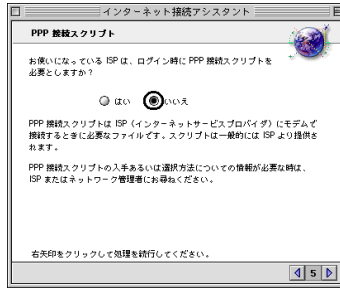 インターネット接続アシスタント
PPP 接続スクリプト
お使いになっている ISP は、ログイン時に PPP 接続スクリプトを
必要としますか？
はい いいえ
PPP 接続スクリプトは ISP（インターネットサービスプロバイダ）にモデムで
接続するときに必要なファイルです。スクリプトは一般的には ISP より提供さ
れます。
PPP 接続スクリプトの入手あるいは選択方法についての情報が必要な時は、
ISP またはネットワーク管理者にお尋ねください。
右矢印をクリックして処理を続行してください。
5